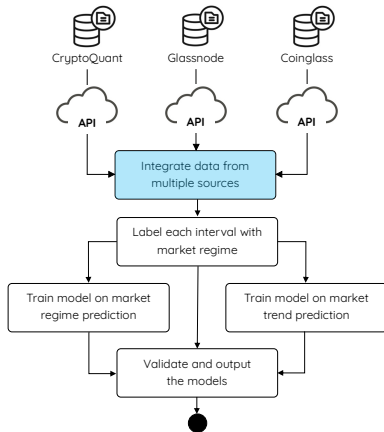 CryptoQuant
Glassnode
Coinglass
API
API
API
Integrate data from
multiple sources
Label each interval with
market regime
Train model on market
regime prediction
Train model on market
trend prediction
Validate and output
the models